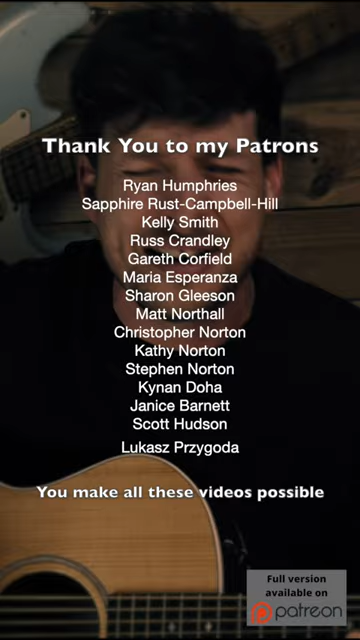 Thank You to my Patrons
Ryan Humphries
Sapphire Rust-Campbell-Hill
Kelly Smith
Russ Crandley
Gareth Corfield
Maria Esperanza
Sharon Gleeson
Matt Northall
Christopher Norton
Kathy Norton
Stephen Norton
Kynan Doha
Janice Barnett
Scott Hudson
Lukasz Przygoda
You make all these videos possible
Full version
available on
patreon